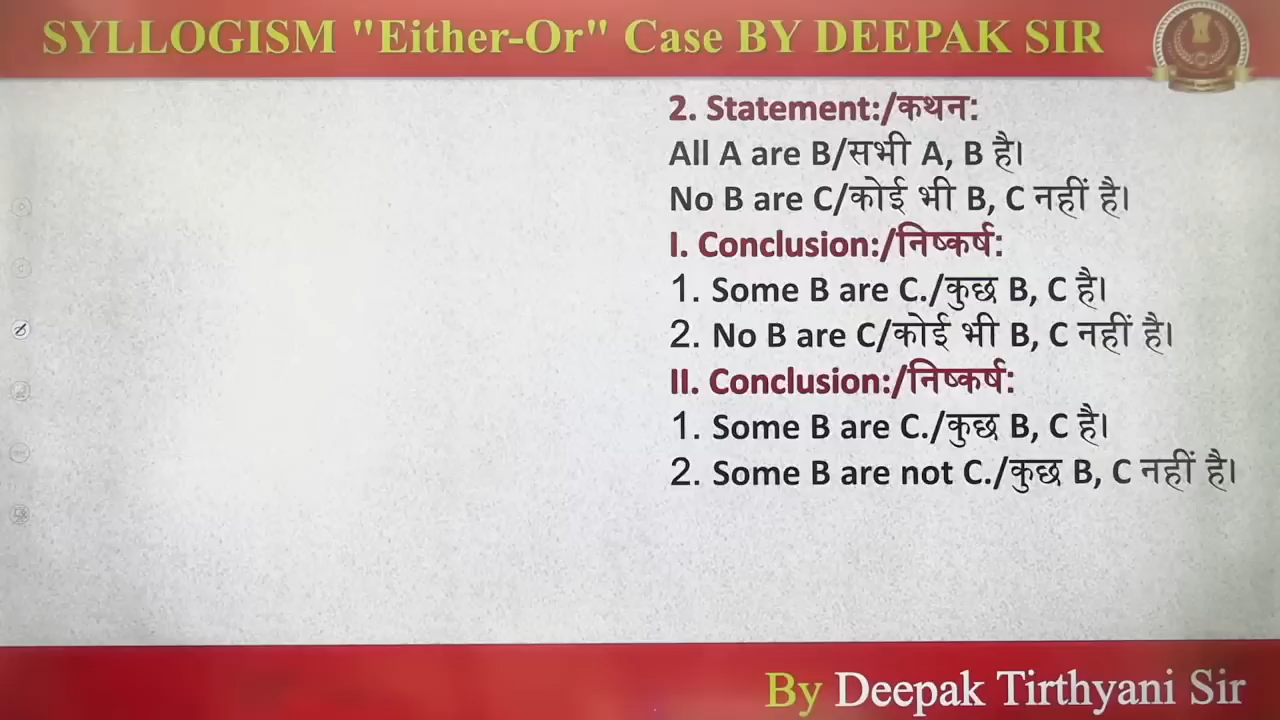 SYLLOGISM "Either-Or" Case BY DEEPAK SIR
2. Statement:/कथन:
All A are B/सभी A, B है।
No B are C/कोई भी B, C नहीं है।
I. Conclusion:/निष्कर्ष:
1. Some B are C./कुछ B, C है।
2. No B are C/कोई भी B, C नहीं है।
II. Conclusion:/निष्कर्ष:
1. Some B are C./कुछ B, C है।
2. Some B are not C./कुछ B, C नहीं है।
By Deepak Tirthyani Sir